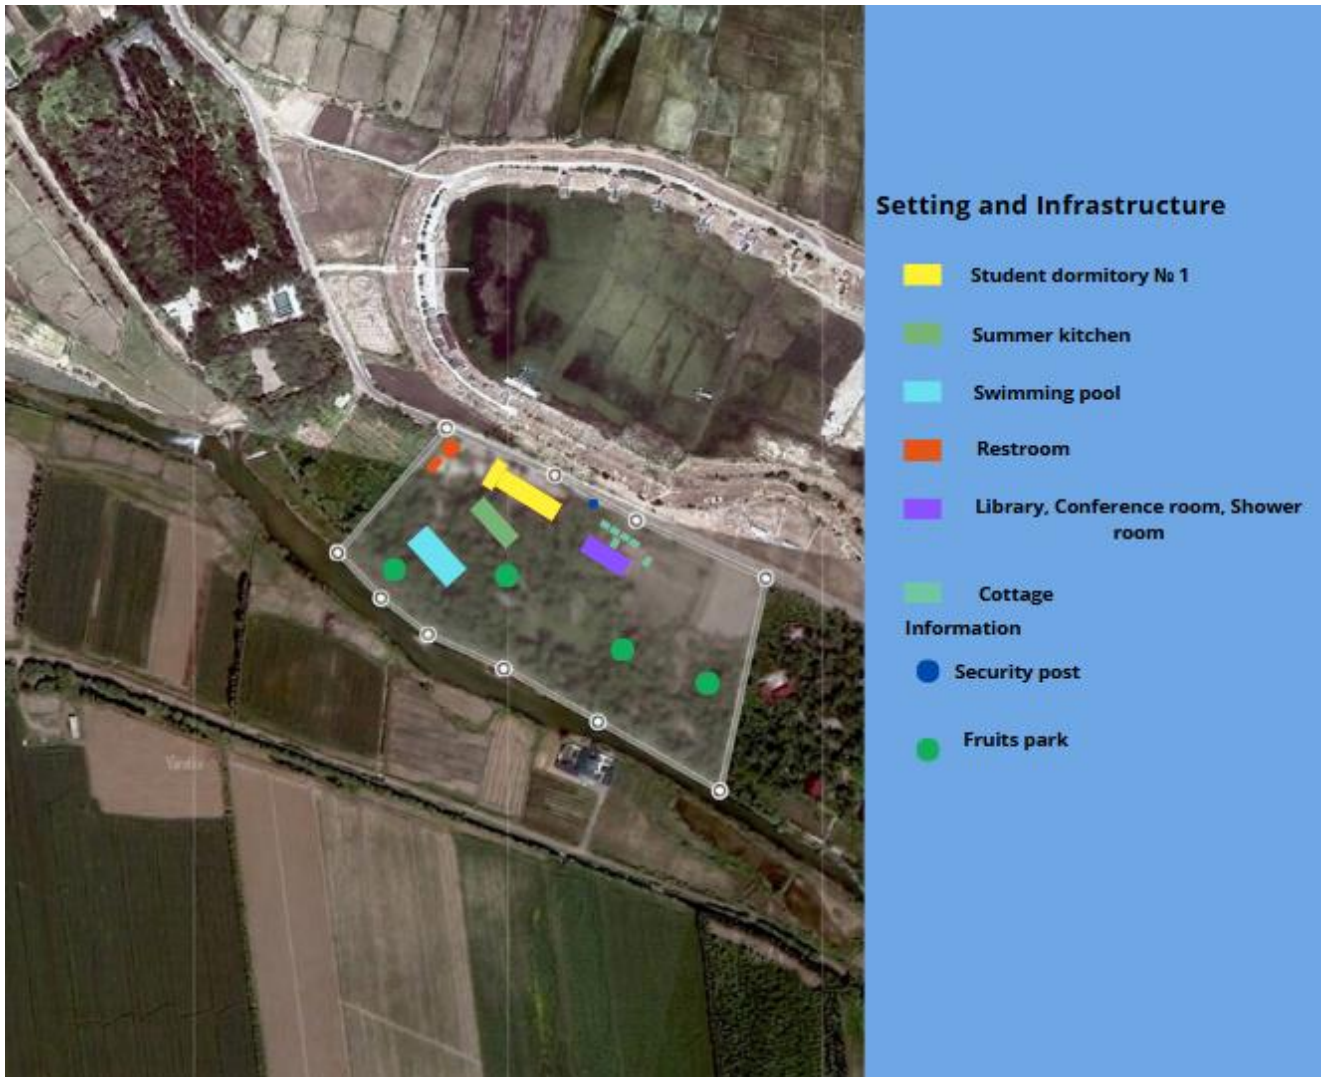 Setting and Infrastructure
Student dormitory № 1
Summer kitchen
Swimming pool
Restroom
Library, Conference room, Shower
room
Cottage
Information
Security post
Fruits park